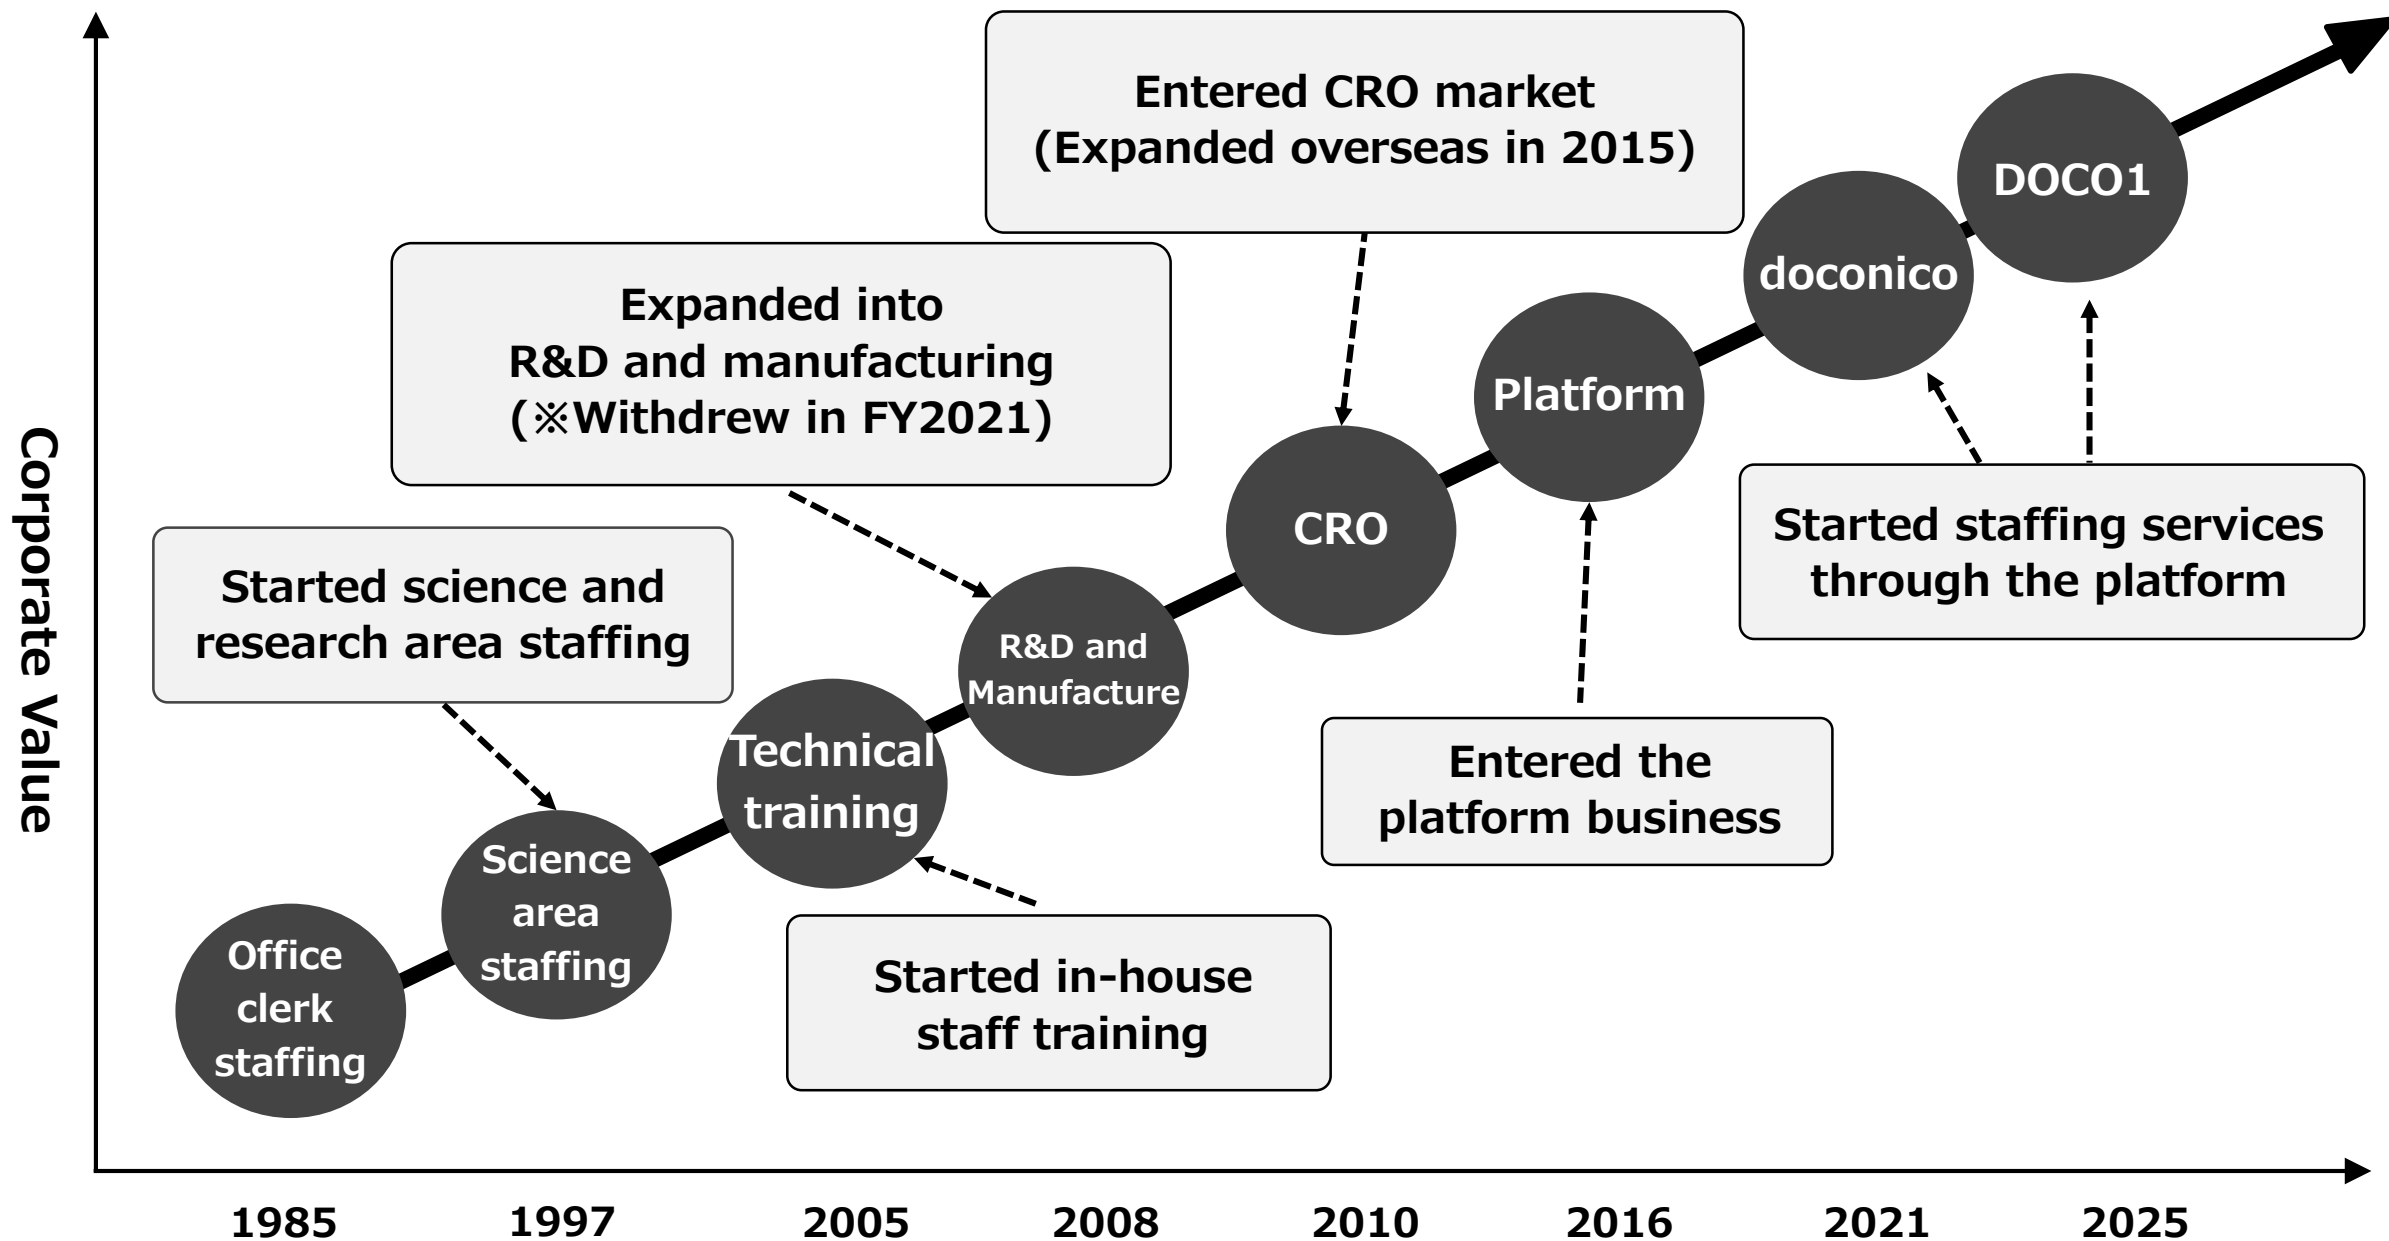 Entered CRO market
(Expanded overseas in 2015)
DOCO1
doconico
Expanded into
R&D and manufacturing
(※Withdrew in FY2021)
Platform
Corporate Value
CRO
Started staffing services
through the platform
Started science and
research area staffing
R&D and
Manufacture
Technical
training
Entered the
platform business
Science
area
staffing
Office
clerk
staffing
Started in-house
staff training
1985
1997
2005
2008
2010
2016
2021
2025